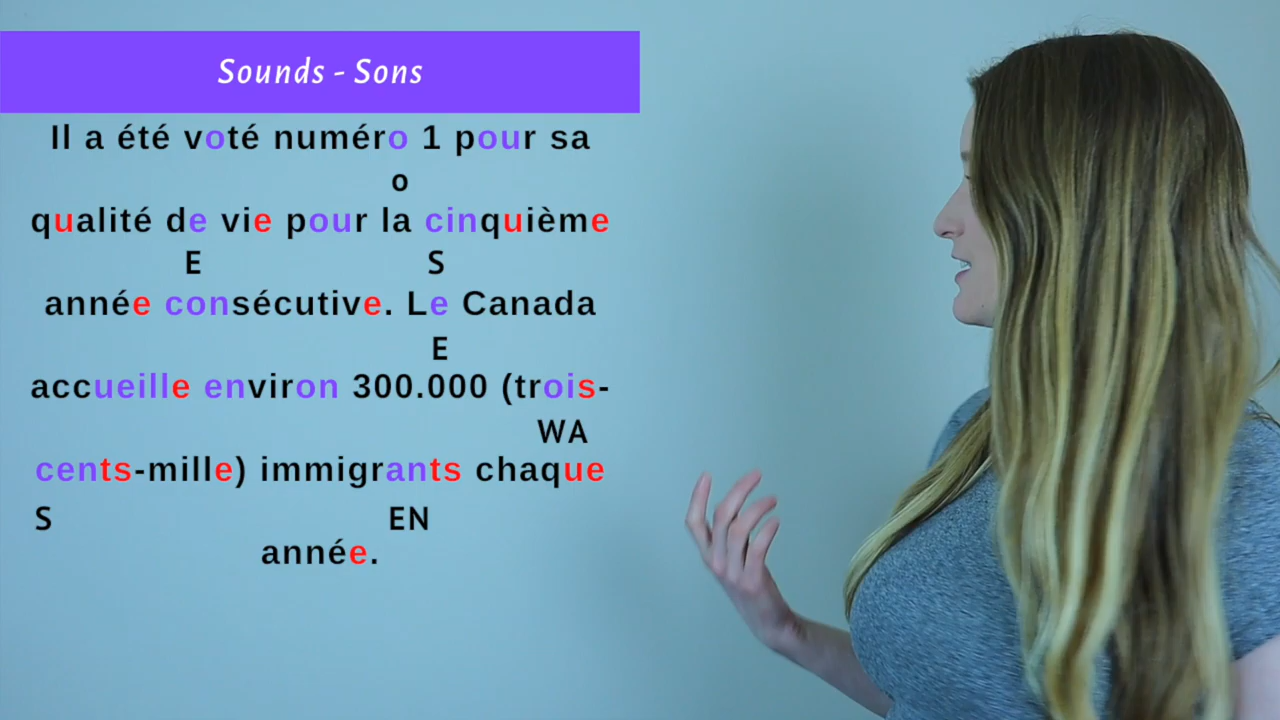 Sounds - Sons
Il a été voté numéro 1 pour sa
o
qualité de vie pour la cinquième
E S
année consécutive. Le Canada
E
accueille environ 300.000 (trois-
WA
cents-mille) immigrants chaque
S EN
année.